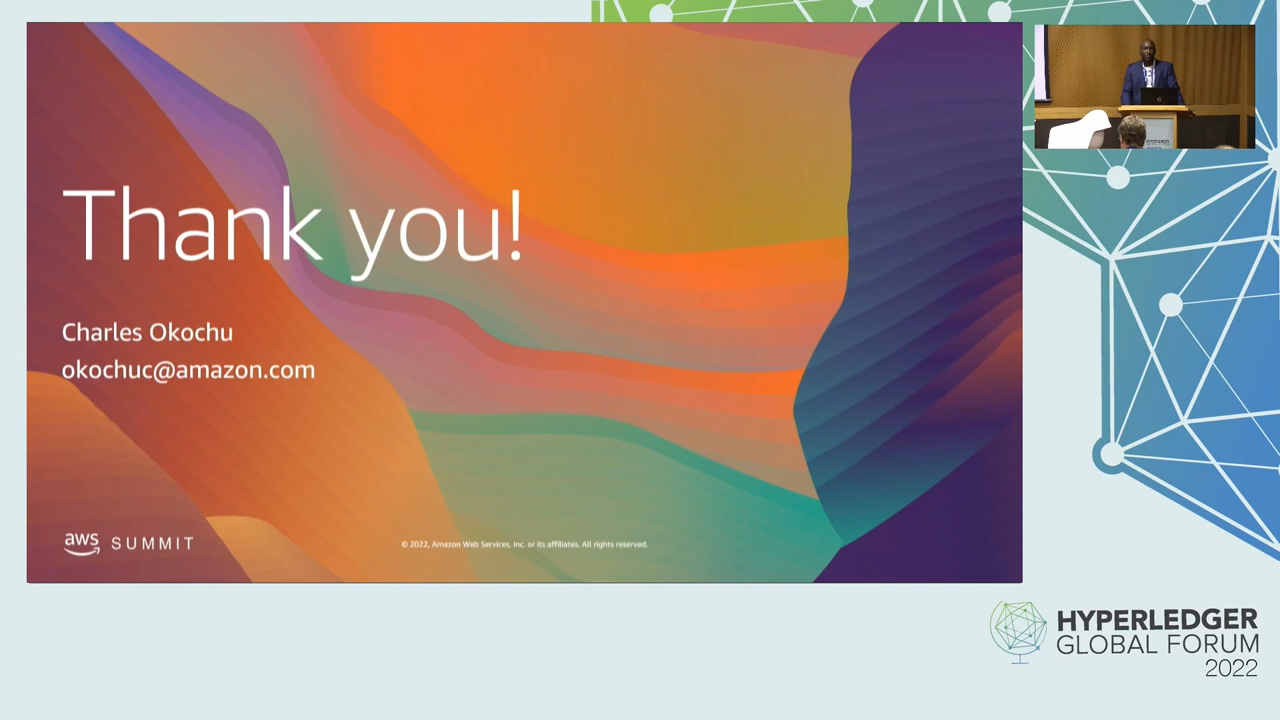 Thank you!
Charles Okochu
okochuc@amazon.com
aws SUMMIT
© 2022, Amazon Web Services, Inc. or its affiliates. All rights reserved.
HYPERLEDGER
GLOBAL FORUM
2022